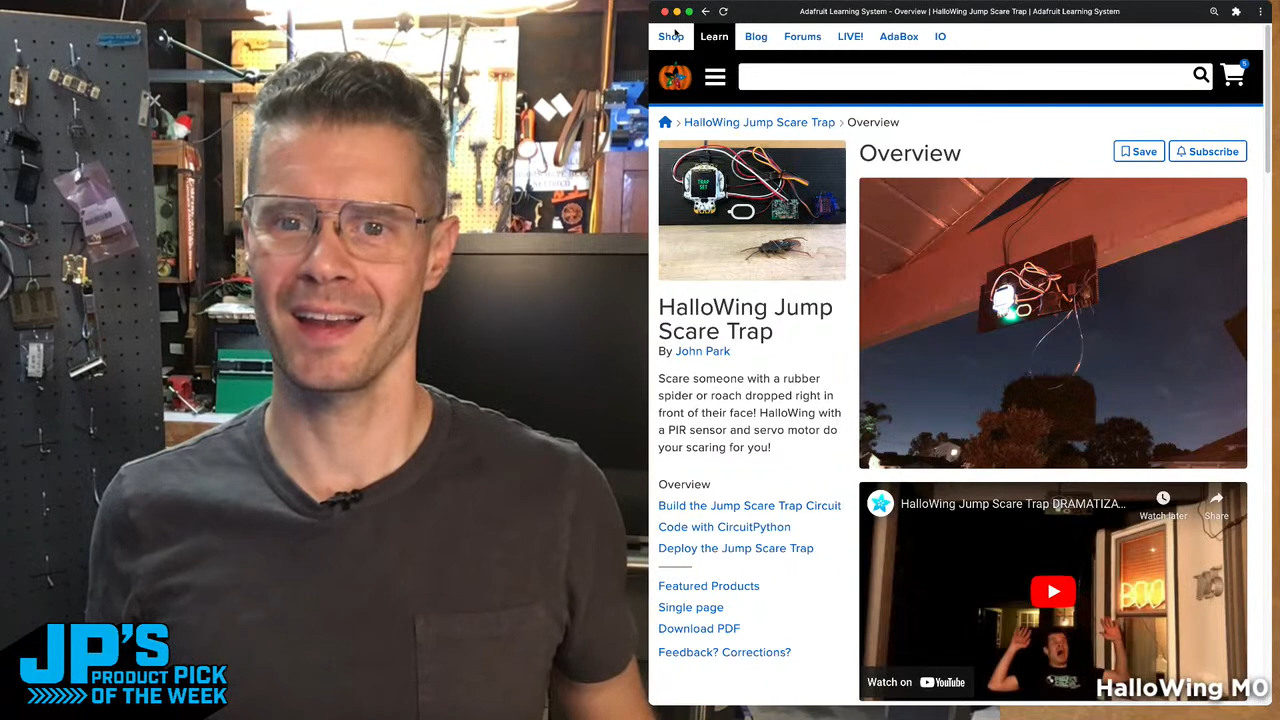 Adafruit Learning System - Overview | HalloWing Jump Scare Trap | Adafruit Learning System
Shop
Learn
Blog
Forums
LIVE!
AdaBox
IO
5
HalloWing Jump Scare Trap
Overview
TRAP
SET
HalloWing Jump
Scare Trap
By John Park
Scare someone with a rubber
spider or roach dropped right in
front of their face! HalloWing with
a PIR sensor and servo motor do
your scaring for you!
Overview
Build the Jump Scare Trap Circuit
Code with CircuitPython
Deploy the Jump Scare Trap
Featured Products
Single page
Download PDF
Feedback? Corrections?
Overview
Save
Subscribe
HalloWing Jump Scare Trap DRAMATIZA...
Watch later
Share
BOO
Watch on YouTube
HalloWing M0
JP'S
PRODUCT PICK
OF THE WEEK